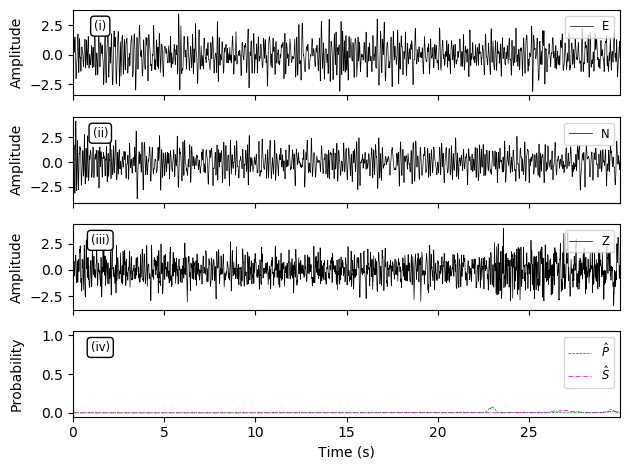 Amplitude
2.5
0.0
−2.5
(i)
E
Amplitude
2.5
0.0
−2.5
(ii)
N
Amplitude
2.5
0.0
−2.5
(iii)
Z
Probability
1.0
0.5
0.0
(iv)
P̂
Ŝ
0 5 10 15 20 25
Time (s)